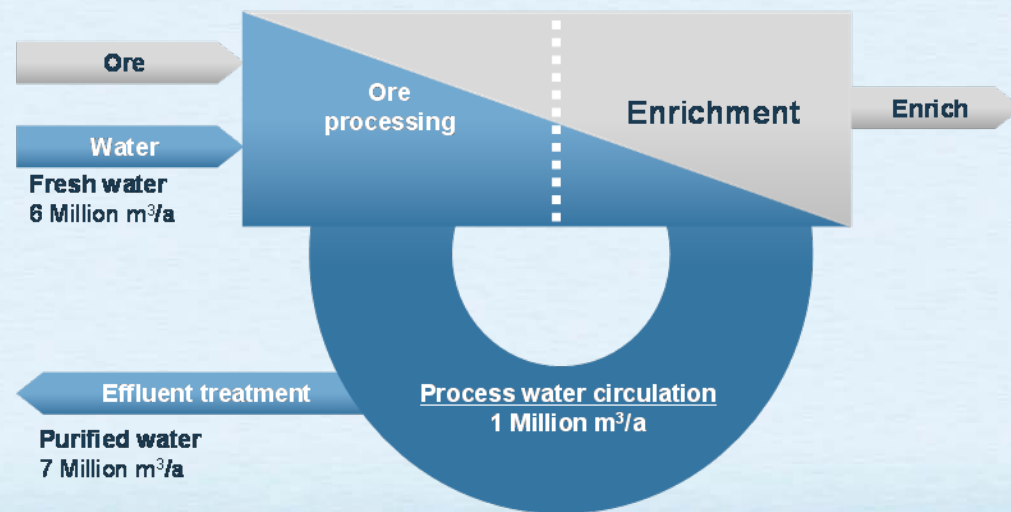 Ore
Water
Fresh water
6 Million m³/a
Ore
processing
Enrichment
Enrich
Effluent treatment
Purified water
7 Million m³/a
Process water circulation
1 Million m³/a